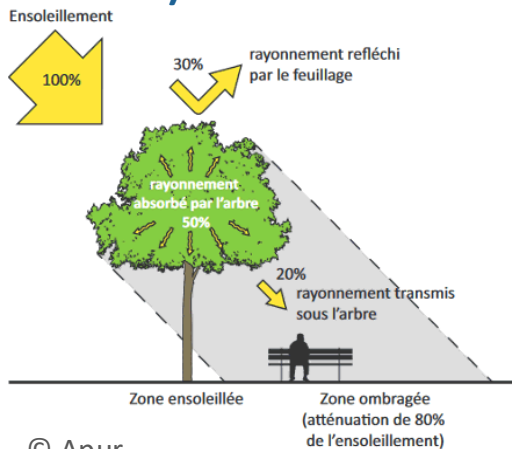 Ensoleillement
100%
30%
rayonnement refléchi
par le feuillage
rayonnement
absorbé par l'arbre
50%
20%
rayonnement transmis
sous l'arbre
Zone ensoleillée
Zone ombragée
(atténuation de 80%
de l'ensoleillement)